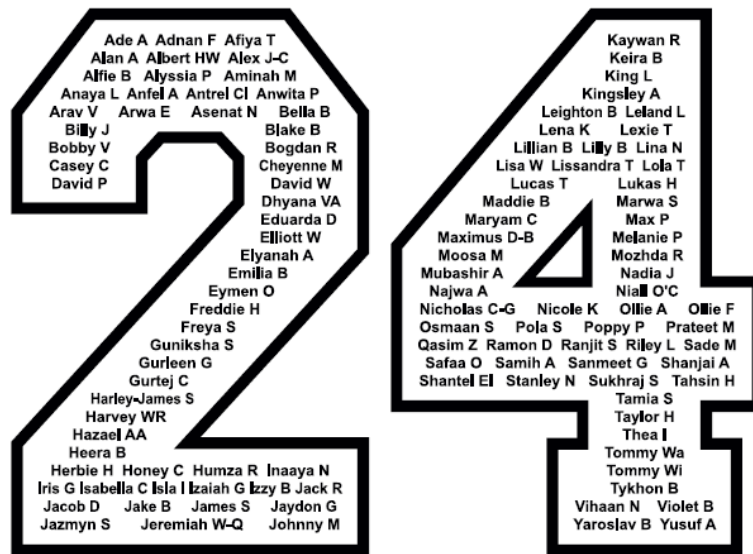 Ade A Adnan F Afiya T
Alan A Albert HW Alex J-C
Alfie B Alyssia P Aminah M
Anaya L Anfel A Antrel Cl Anwita P
Arav V Arwa E Asenat N Bella B
Billy J Blake B
Bobby V Bogdan R
Casey C Cheyenne M
David P David W
Dhyana VA
Eduarda D
Elliott W
Elyanah A
Emilia B
Eymen O
Freddie H
Freya S
Guniksha S
Gurleen G
Gurtej C
Harley-James S
Harvey WR
Hazael AA
Heera B
Herbie H Honey C Humza R Inaaya N
Iris G Isabella C Isla I Izaiah G Izzy B Jack R
Jacob D Jake B James S Jaydon G
Jazmyn S Jeremiah W-Q Johnny M
Kaywan R
Keira B
King L
Kingsley A
Leighton B Leland L
Lena K Lexie T
Lillian B Lilly B Lina N
Lisa W Lissandra T Lola T
Lucas T Lukas H
Maddie B Marwa S
Maryam C Max P
Maximus D-B Melanie P
Moosa M Mozhda R
Mubashir A Nadia J
Najwa A Niall O'C
Nicholas C-G Nicole K Ollie A Ollie F
Osmaan S Pola S Poppy P Prateet M
Qasim Z Ramon D Ranjit S Riley L Sade M
Safaa O Samih A Sanmeet G Shanjai A
Shantel El Stanley N Sukhraj S Tahsin H
Tamia S
Taylor H
Thea I
Tommy Wa
Tommy Wi
Tykhon B
Vihaan N Violet B
Yaroslav B Yusuf A